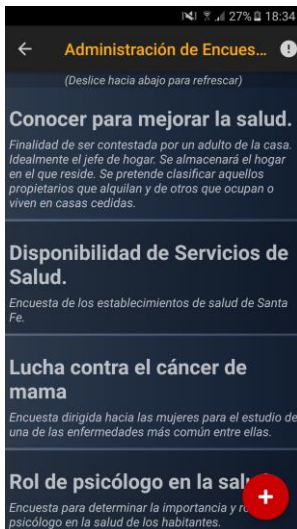 27% 18:34
Administración de Encues...
(Deslice hacia abajo para refrescar)
Conocer para mejorar la salud.
Finalidad de ser contestada por un adulto de la casa.
Idealmente el jefe de hogar. Se almacenará el hogar
en el que reside. Se pretende clasificar aquellos
propietarios que alquilan y de otros que ocupan o
viven en casas cedidas.
Disponibilidad de Servicios de
Salud.
Encuesta de los establecimientos de salud de Santa
Fe.
Lucha contra el cáncer de
mama
Encuesta dirigida hacia las mujeres para el estudio de
una de las enfermedades más común entre ellas.
Rol de psicólogo en la
Encuesta para determinar la importancia y
psicólogo en la salud de los habitantes.